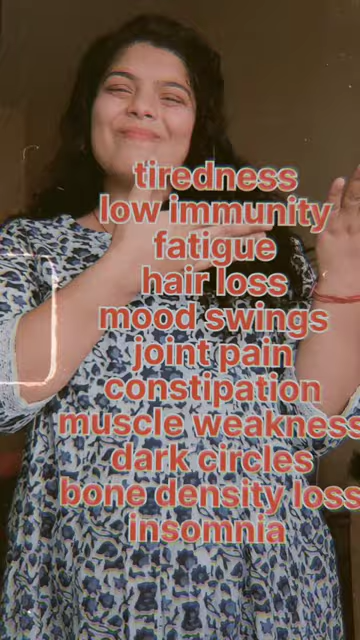 tiredness
low immunity
fatigue
hair loss
mood swings
joint pain
constipation
muscle weakness
dark circles
bone density loss
insomnia